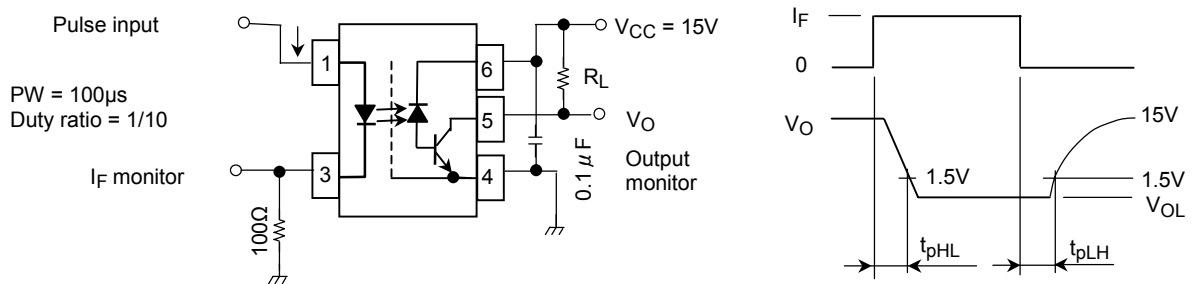 Pulse input
PW = 100μs
Duty ratio = 1/10
IF monitor
100Ω
1
3
6
5
4
VCC = 15V
RL
VO
0.1 μF
Output
monitor
IF
0
VO
1.5V
15V
1.5V
VOL
tpHL
tpLH